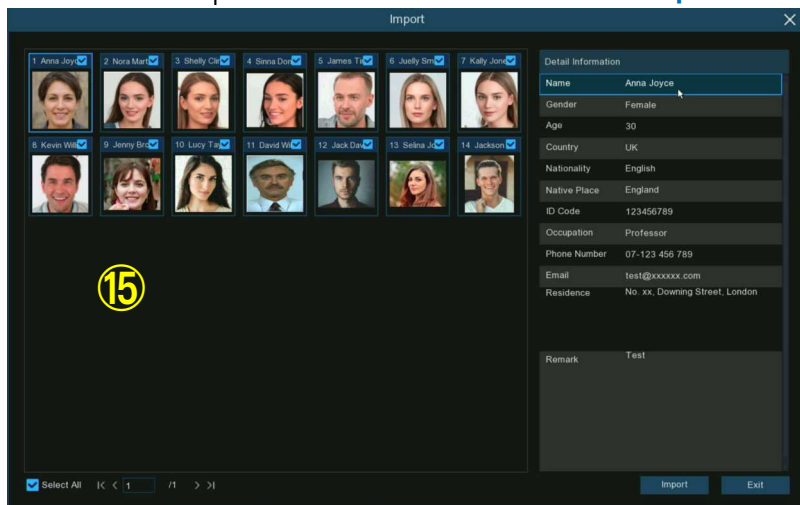 Import
1 Anna Joy
2 Nora Mart
3 Shelly Clin
4 Sinna Don
5 James Ti
6 Juelly Sm
7 Kally Jone
8 Kevin Will
9 Jenny Bro
10 Lucy Tay
11 David Wi
12 Jack Dav
13 Selina Jo
14 Jackson
⑮
Detail Information
Name Anna Joyce
Gender Female
Age 30
Country UK
Nationality English
Native Place England
ID Code 123456789
Occupation Professor
Phone Number 07-123 456 789
Email test@xxxxxx.com
Residence No. xx, Downing Street, London
Remark Test
Select All 1 /1
Import Exit